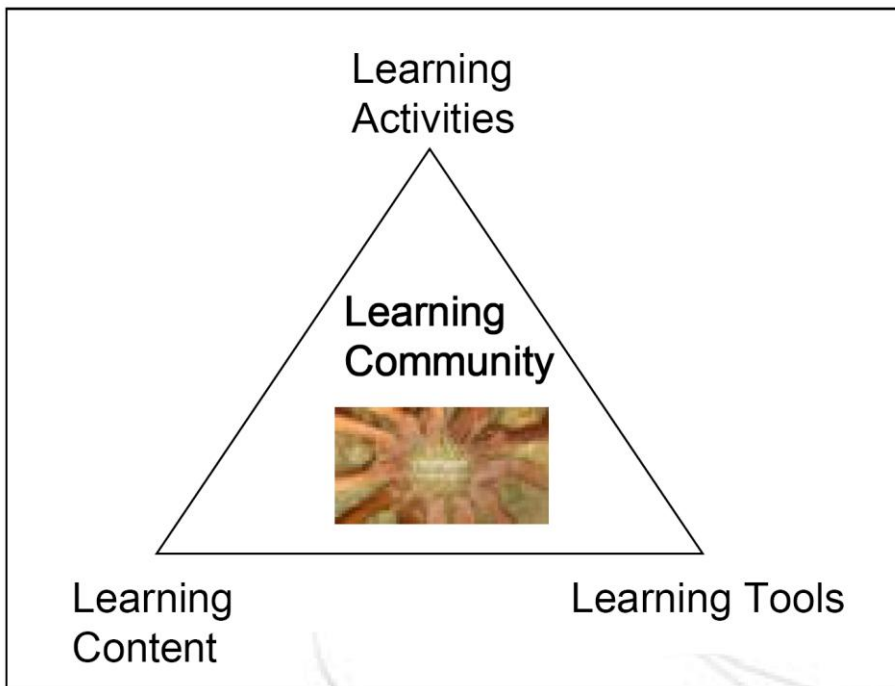 Learning
Activities
Learning
Community
Learning
Content
Learning Tools